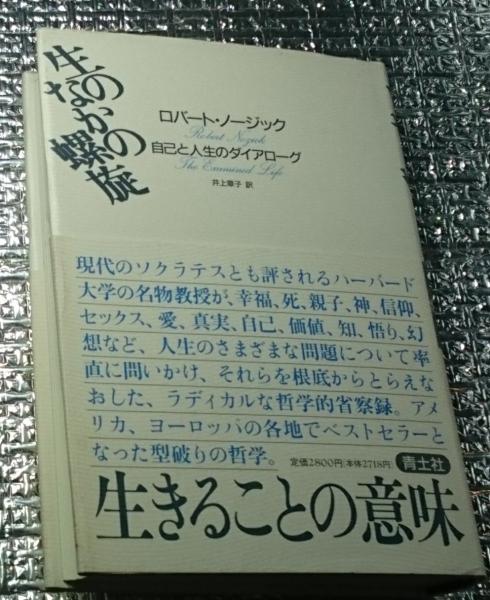 生のなかの螺旋
ロバート・ノージック
Robert Nozick
自己と人生のダイアローグ
The Examined Life
井上章子 訳
現代のソクラテスとも評されるハーバード
大学の名物教授が、幸福、死、親子、神、信仰、
セックス、愛、真実、自己、価値、知、悟り、幻
想など、人生のさまざまな問題について率
直に問いかけ、それらを根底からとらえな
おした、ラディカルな哲学的省察録。アメ
リカ、ヨーロッパの各地でベストセラーと
なった型破りの哲学。
定価2800円(本体2718円)
青土社
生きることの意味